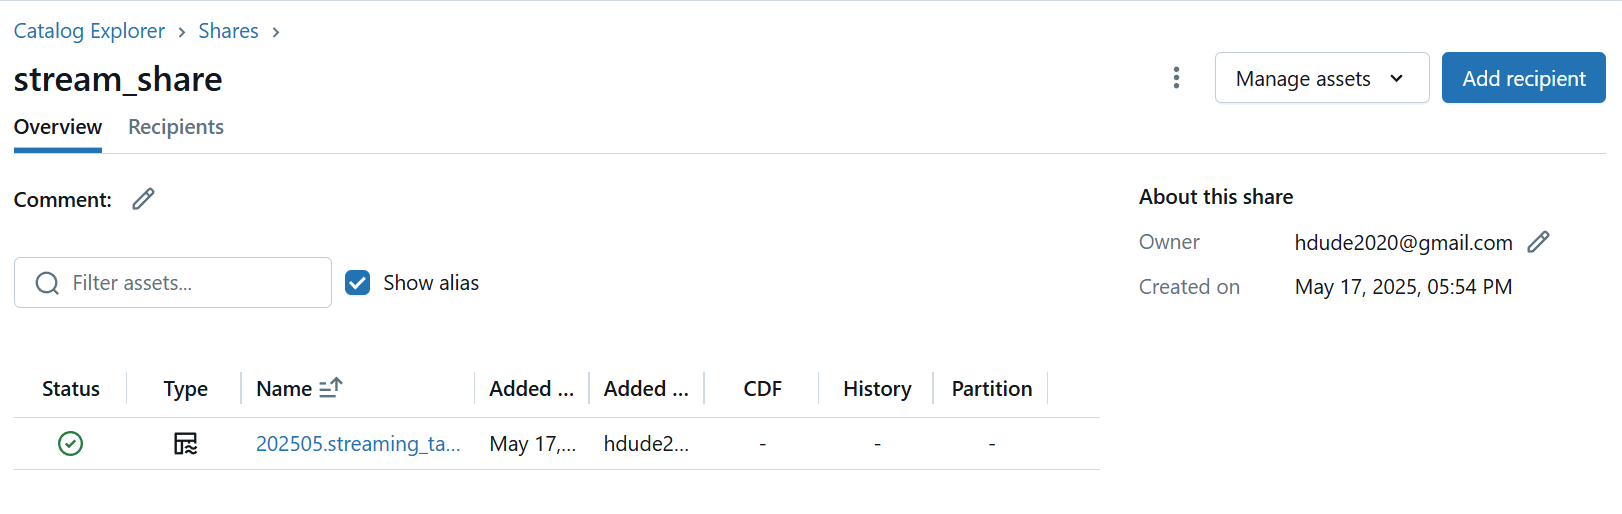 Catalog Explorer › Shares ›
stream_share
Manage assets
Add recipient
Overview Recipients
Comment:
Filter assets...
Show alias
About this share
Owner hdude2020@gmail.com
Created on May 17, 2025, 05:54 PM
Status Type Name Added ... Added ... CDF History Partition
202505.streaming_ta... May 17,... hdude2... - - -